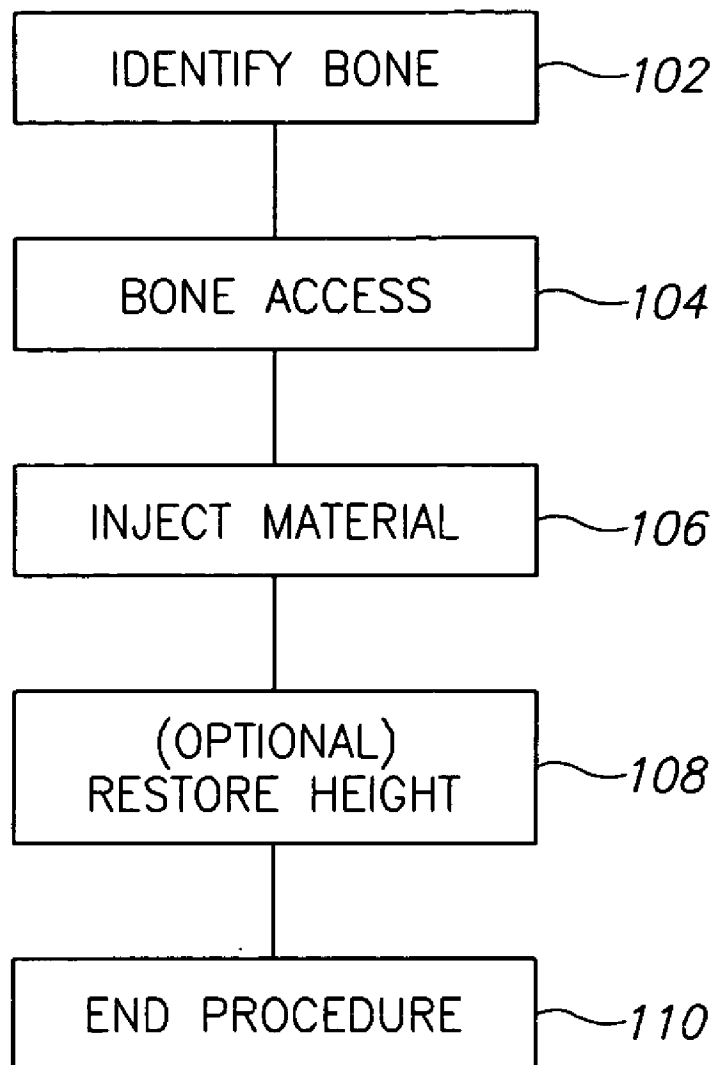 IDENTIFY BONE 102
BONE ACCESS 104
INJECT MATERIAL 106
(OPTIONAL)
RESTORE HEIGHT 108
END PROCEDURE 110